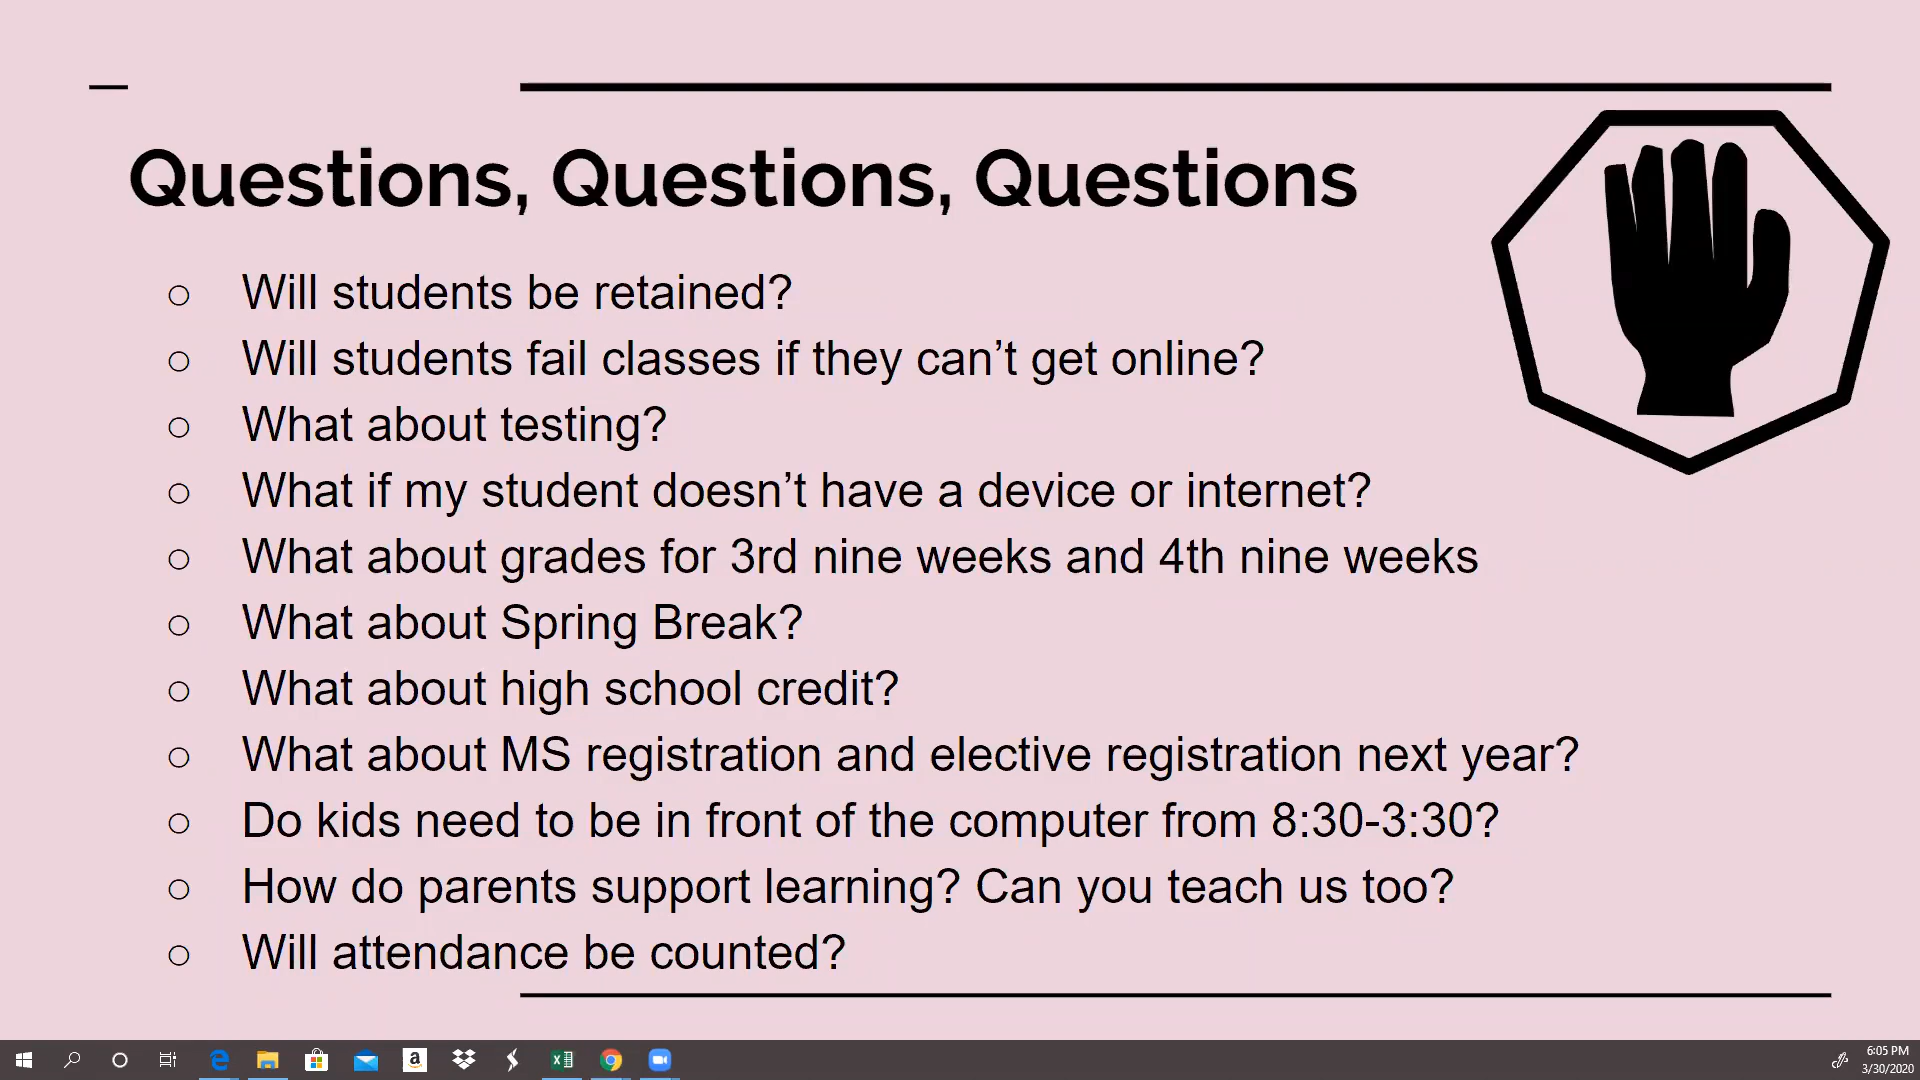 Questions, Questions, Questions
○ Will students be retained?
○ Will students fail classes if they can’t get online?
○ What about testing?
○ What if my student doesn’t have a device or internet?
○ What about grades for 3rd nine weeks and 4th nine weeks
○ What about Spring Break?
○ What about high school credit?
○ What about MS registration and elective registration next year?
○ Do kids need to be in front of the computer from 8:30-3:30?
○ How do parents support learning? Can you teach us too?
○ Will attendance be counted?
6:05 PM
3/30/2020